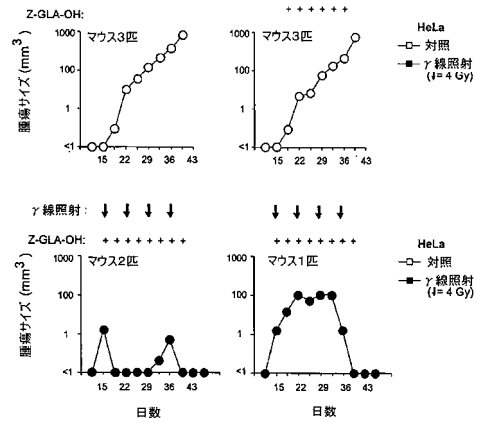 Z-GLA-OH:
+ + + + + +
マウス3匹
マウス3匹
HeLa
対照
γ線照射
(↓= 4 Gy)
腫瘍サイズ (mm³)
1000
100
1
<1
15 22 29 36 43
1000
100
1
<1
15 22 29 36 43
γ線照射 :
↓ ↓ ↓ ↓
↓ ↓ ↓ ↓
Z-GLA-OH:
+ + + + + + + + +
+ + + + + + + + +
マウス2匹
マウス1匹
HeLa
対照
γ線照射
(↓= 4 Gy)
腫瘍サイズ (mm³)
1000
100
1
<1
15 22 29 36 43
1000
100
1
<1
15 22 29 36 43
日数
日数